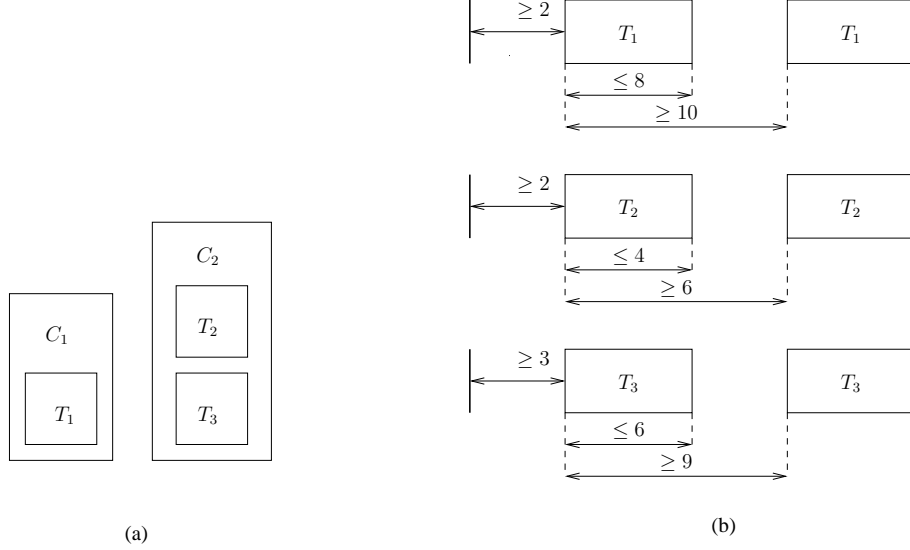 C₁
T₁
C₂
T₂
T₃
(a)
≥ 2
T₁
T₁
≤ 8
≥ 10
≥ 2
T₂
T₂
≤ 4
≥ 6
≥ 3
T₃
T₃
≤ 6
≥ 9
(b)